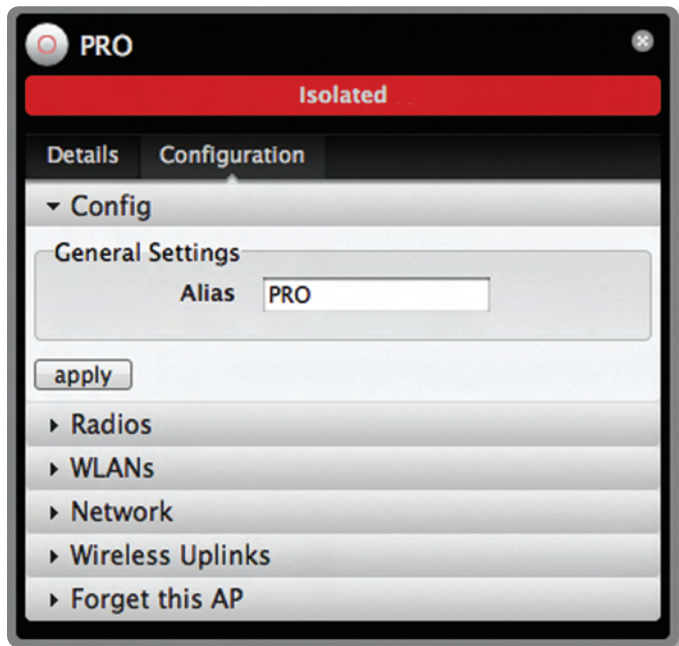 PRO
Isolated
Details Configuration
Config
General Settings
Alias PRO
apply
Radios
WLANs
Network
Wireless Uplinks
Forget this AP